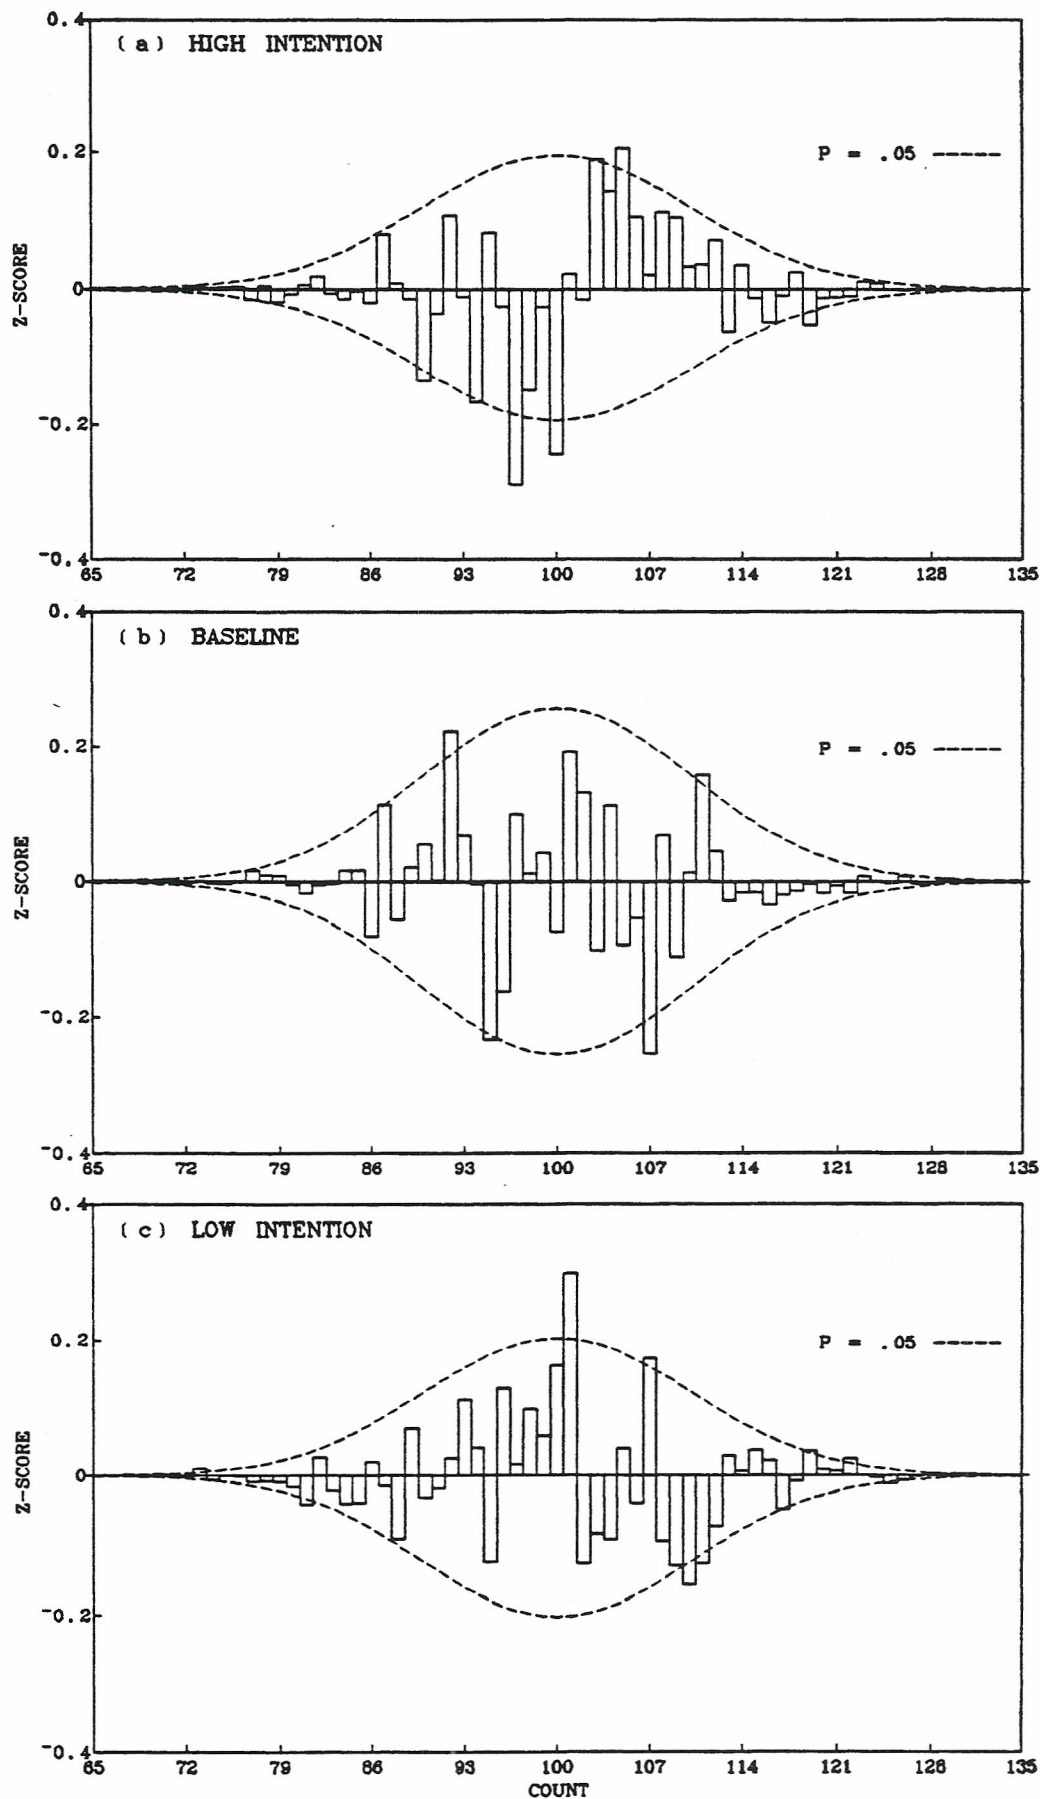 0.4
(a) HIGH INTENTION
0.2
P = .05
Z-SCORE
0
-0.2
-0.4
65 72 79 86 93 100 107 114 121 128 135
0.4
(b) BASELINE
0.2
P = .05
Z-SCORE
0
-0.2
-0.4
65 72 79 86 93 100 107 114 121 128 135
0.4
(c) LOW INTENTION
0.2
P = .05
Z-SCORE
0
-0.2
-0.4
65 72 79 86 93 100 107 114 121 128 135
COUNT